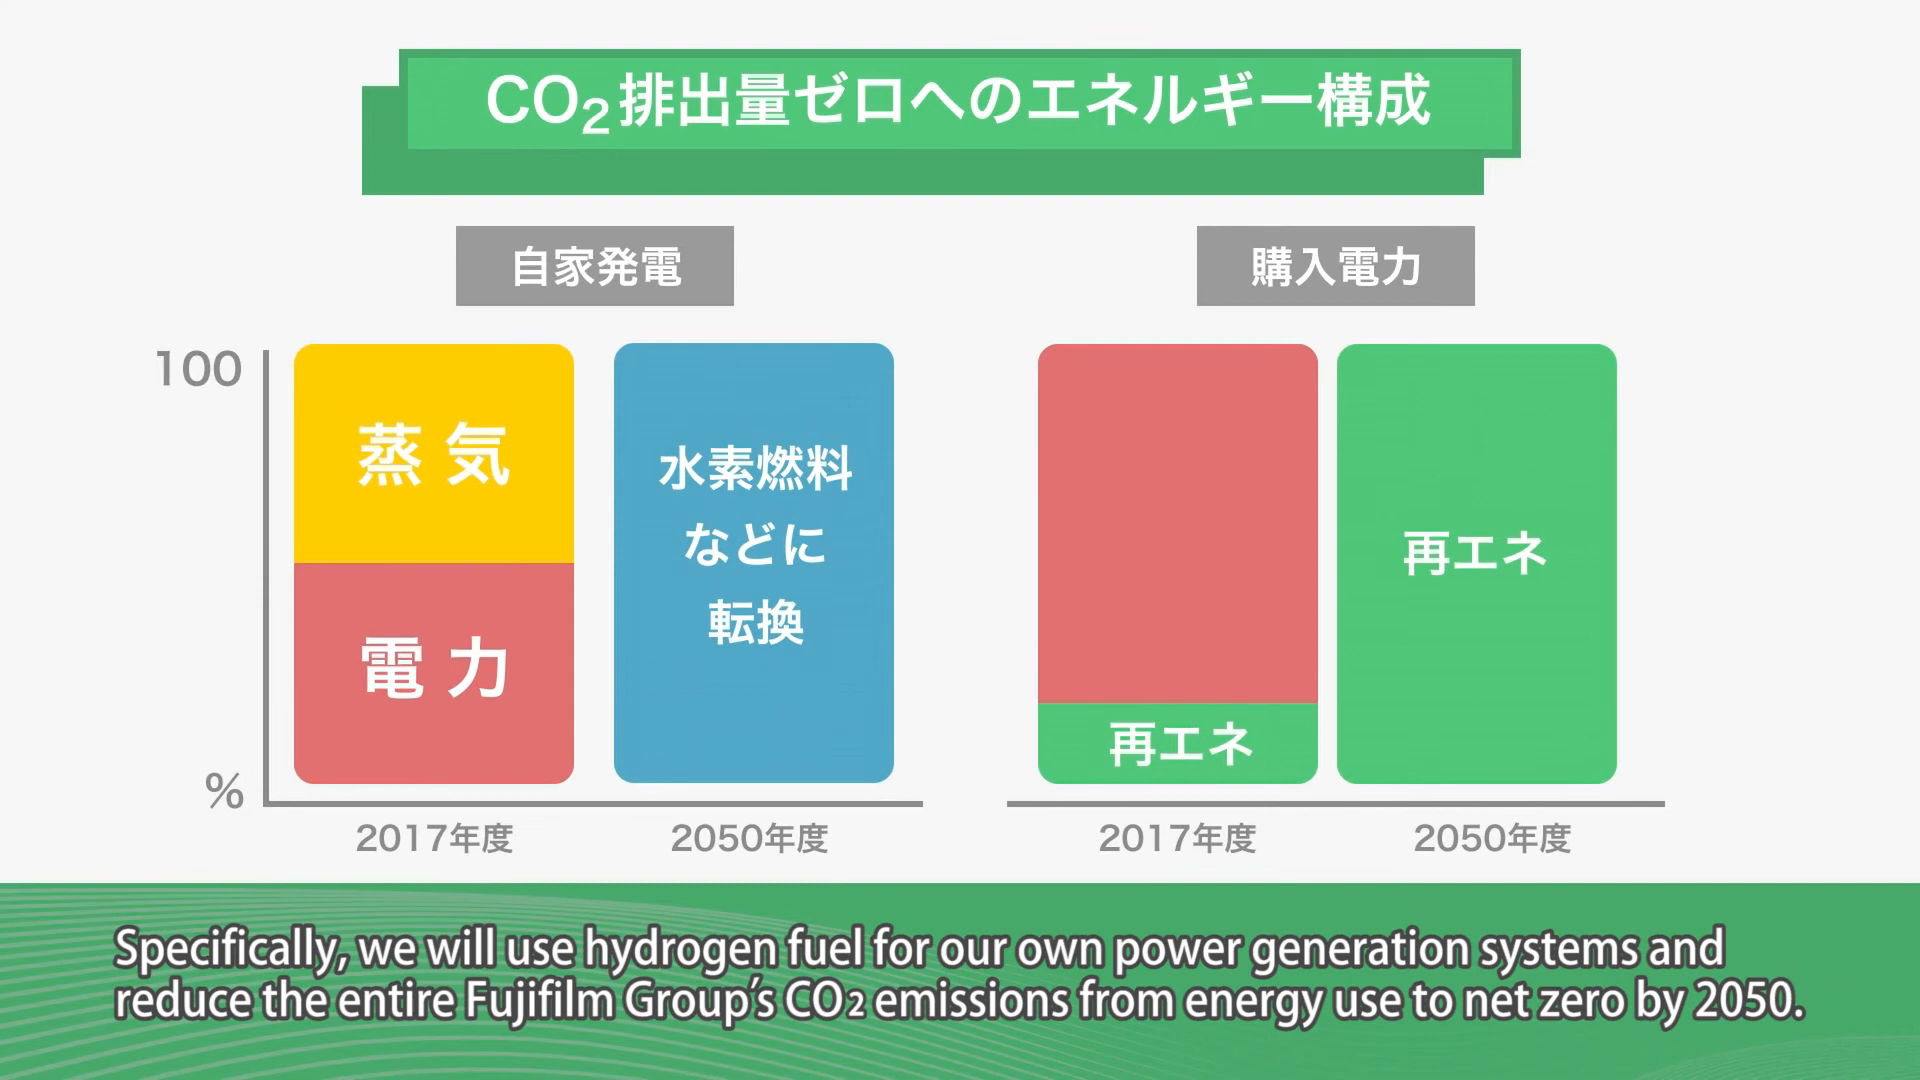 CO2排出量ゼロへのエネルギー構成
自家発電
購入電力
100
%
蒸気
電力
水素燃料
などに
転換
再エネ
再エネ
2017年度
2050年度
2017年度
2050年度
Specifically, we will use hydrogen fuel for our own power generation systems and
reduce the entire Fujifilm Group's CO2 emissions from energy use to net zero by 2050.